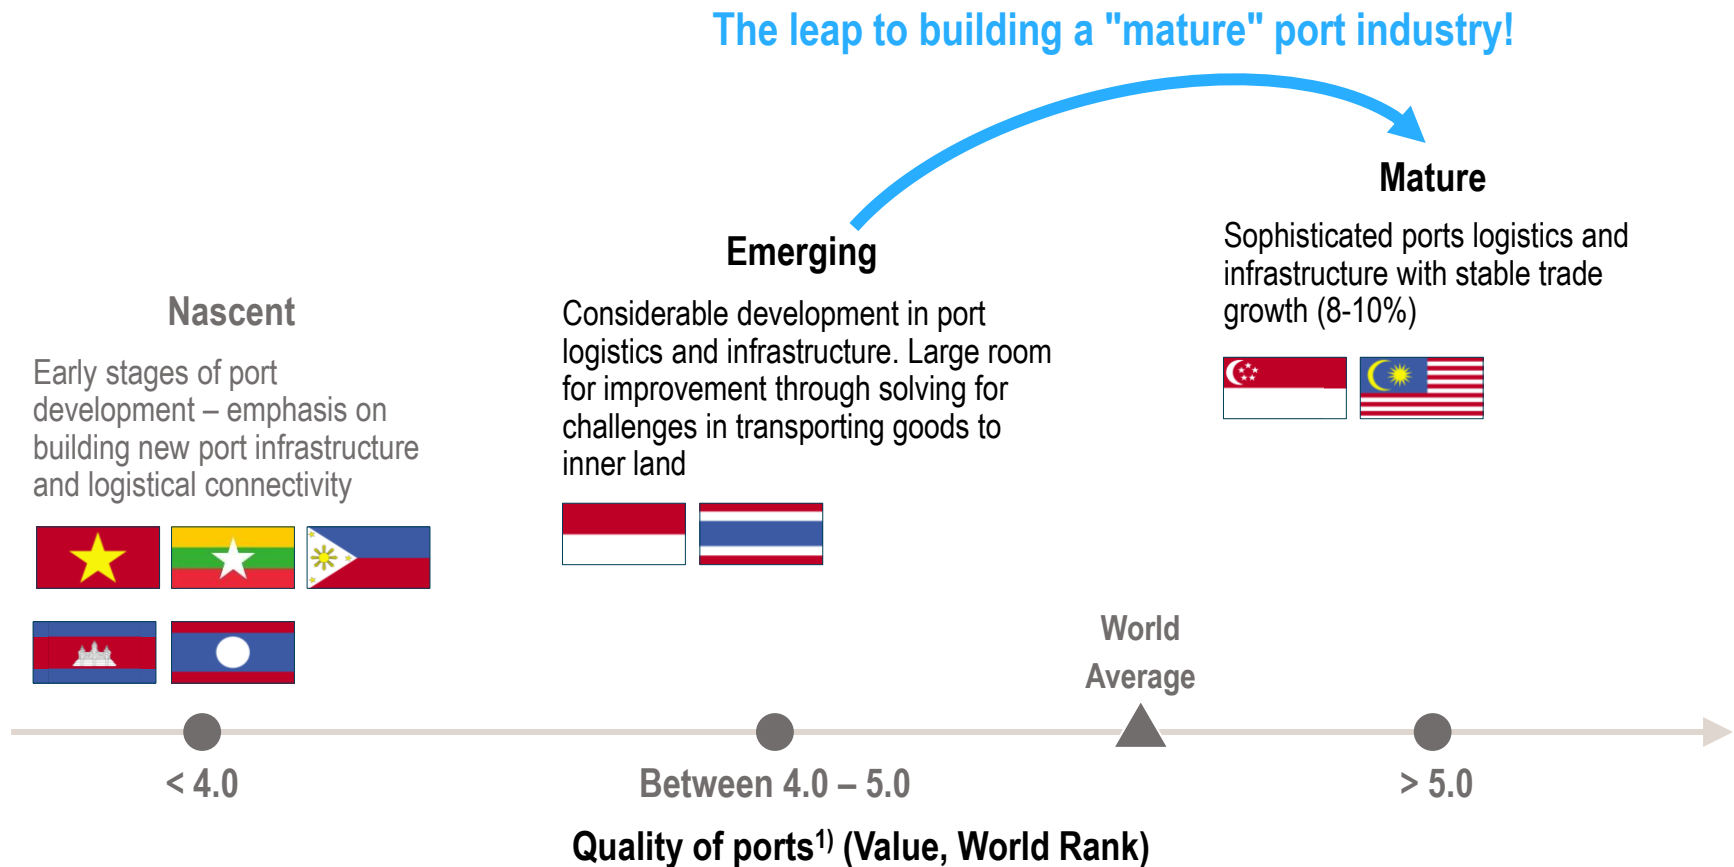 The leap to building a "mature" port industry!
Mature
Sophisticated ports logistics and
infrastructure with stable trade
growth (8-10%)
Emerging
Considerable development in port
logistics and infrastructure. Large room
for improvement through solving for
challenges in transporting goods to
inner land
Nascent
Early stages of port
development – emphasis on
building new port infrastructure
and logistical connectivity
World
Average
< 4.0
Between 4.0 – 5.0
> 5.0
Quality of ports1) (Value, World Rank)